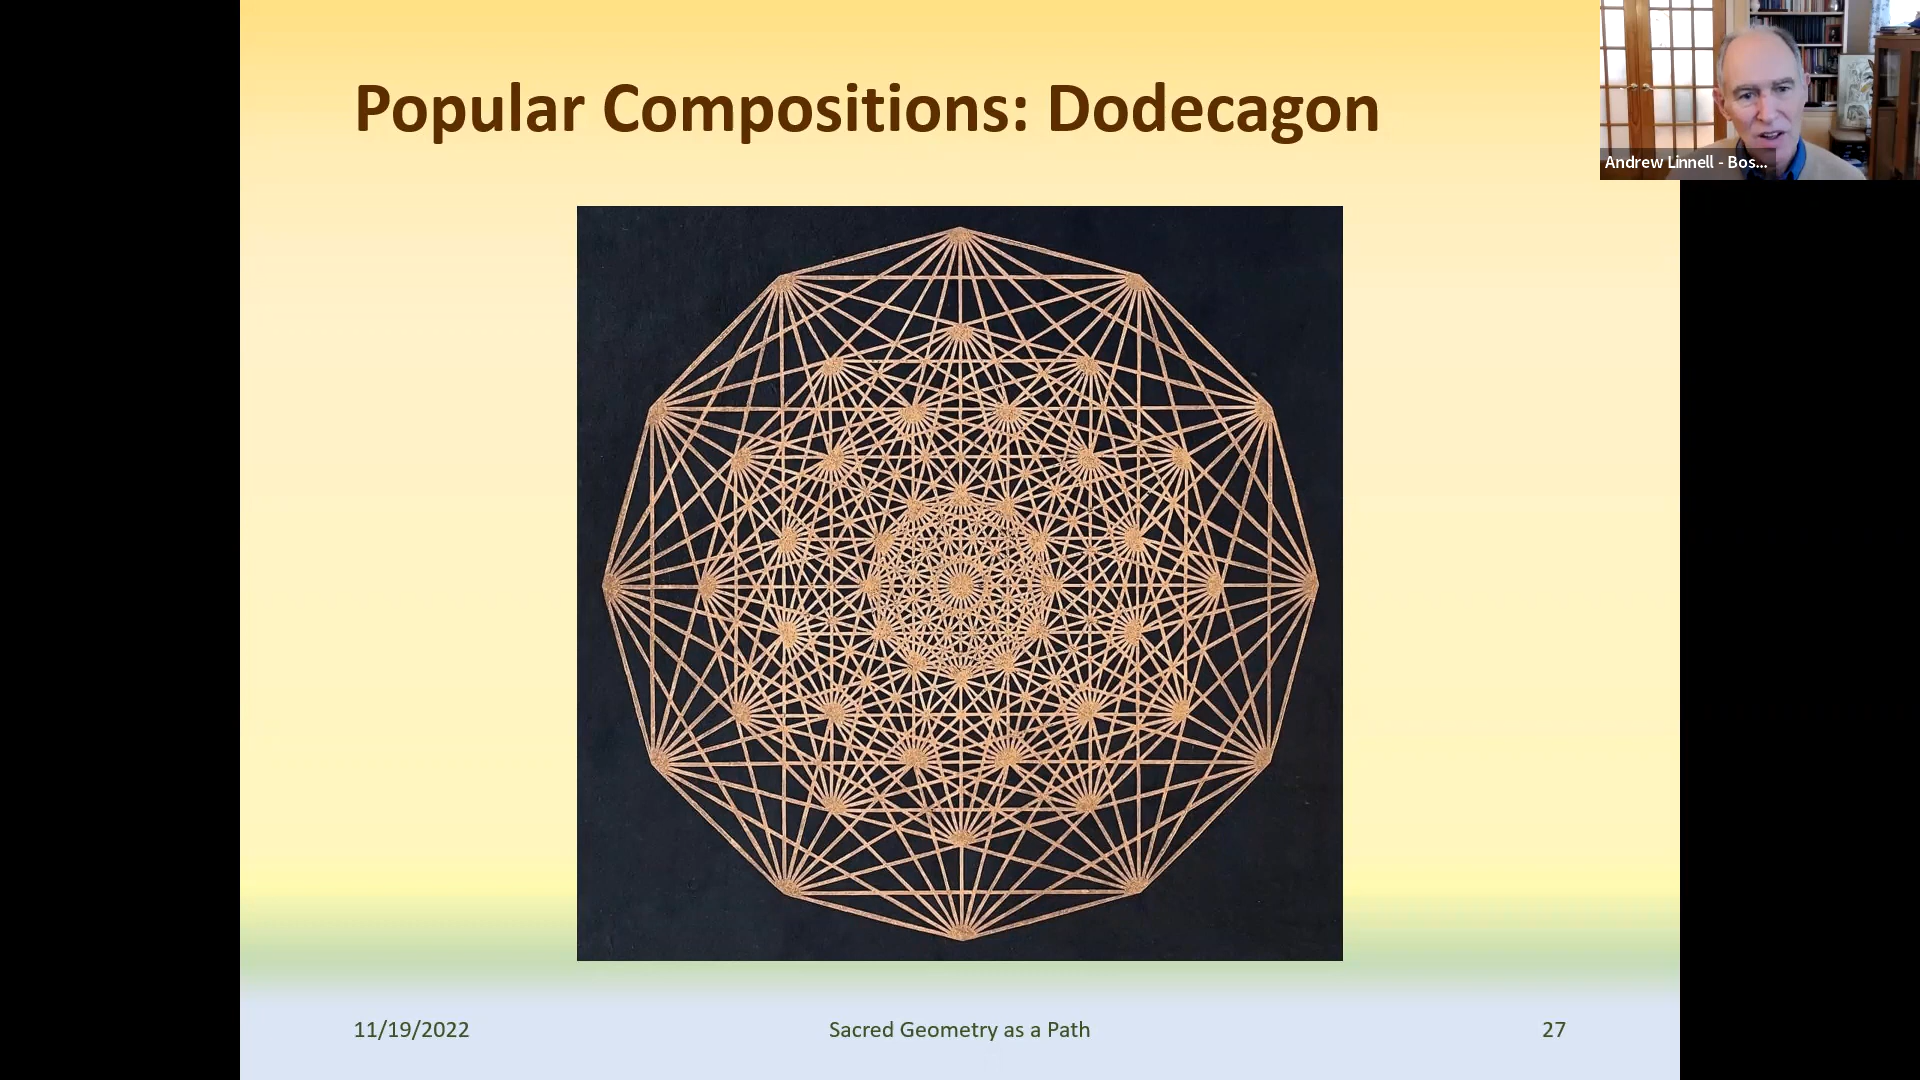 Popular Compositions: Dodecagon
Andrew Linnell - Bos...
11/19/2022
Sacred Geometry as a Path
27